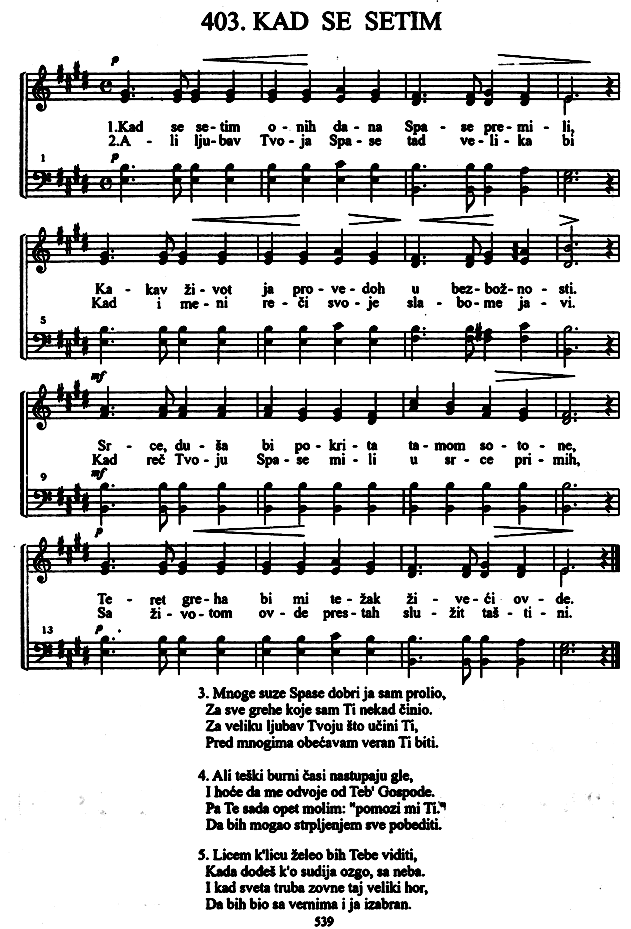 403. KAD SE SETIM
p
1.Kad se se-tim o-nih da-na Spa-se pre-mi-li,
2.A-li lju-bav Tvo-ja Spa-se tad ve-li-ka bi
1
p
Ka-kav ži-vot ja pro-ve-doh u bez-bož-no-sti.
Kad i me-ni re-či svo-je sla-bo-me ja-vi.
5
mf
Sr-ce, du-ša bi po-kri-ta ta-mom so-to-ne,
Kad reč Tvo-ju Spa-se mi-li u sr-ce pri-mih,
9
mf
p
Te-ret gre-ha bi mi te-žak ži-ve-ći ov-de.
Sa ži-vo-tom ov-de pres-tah slu-žit taš-ti-ni.
13
p
3. Mnoge suze Spase dobri ja sam prolio,
Za sve grehe koje sam Ti nekad činio.
Za veliku ljubav Tvoju što učini Ti,
Pred mnogima obećavam veran Ti biti.
4. Ali teški burni časi nastupaju gle,
I hoće da me odvoje od Teb' Gospode.
Pa Te sada opet molim: "pomozi mi Ti."
Da bih mogao strpljenjem sve pobediti.
5. Licem k'licu želeo bih Tebe viditi,
Kada dođeš k'o sudija ozgo, sa neba.
I kad sveta truba zovne taj veliki hor,
Da bih bio sa vernima i ja izabran.
539